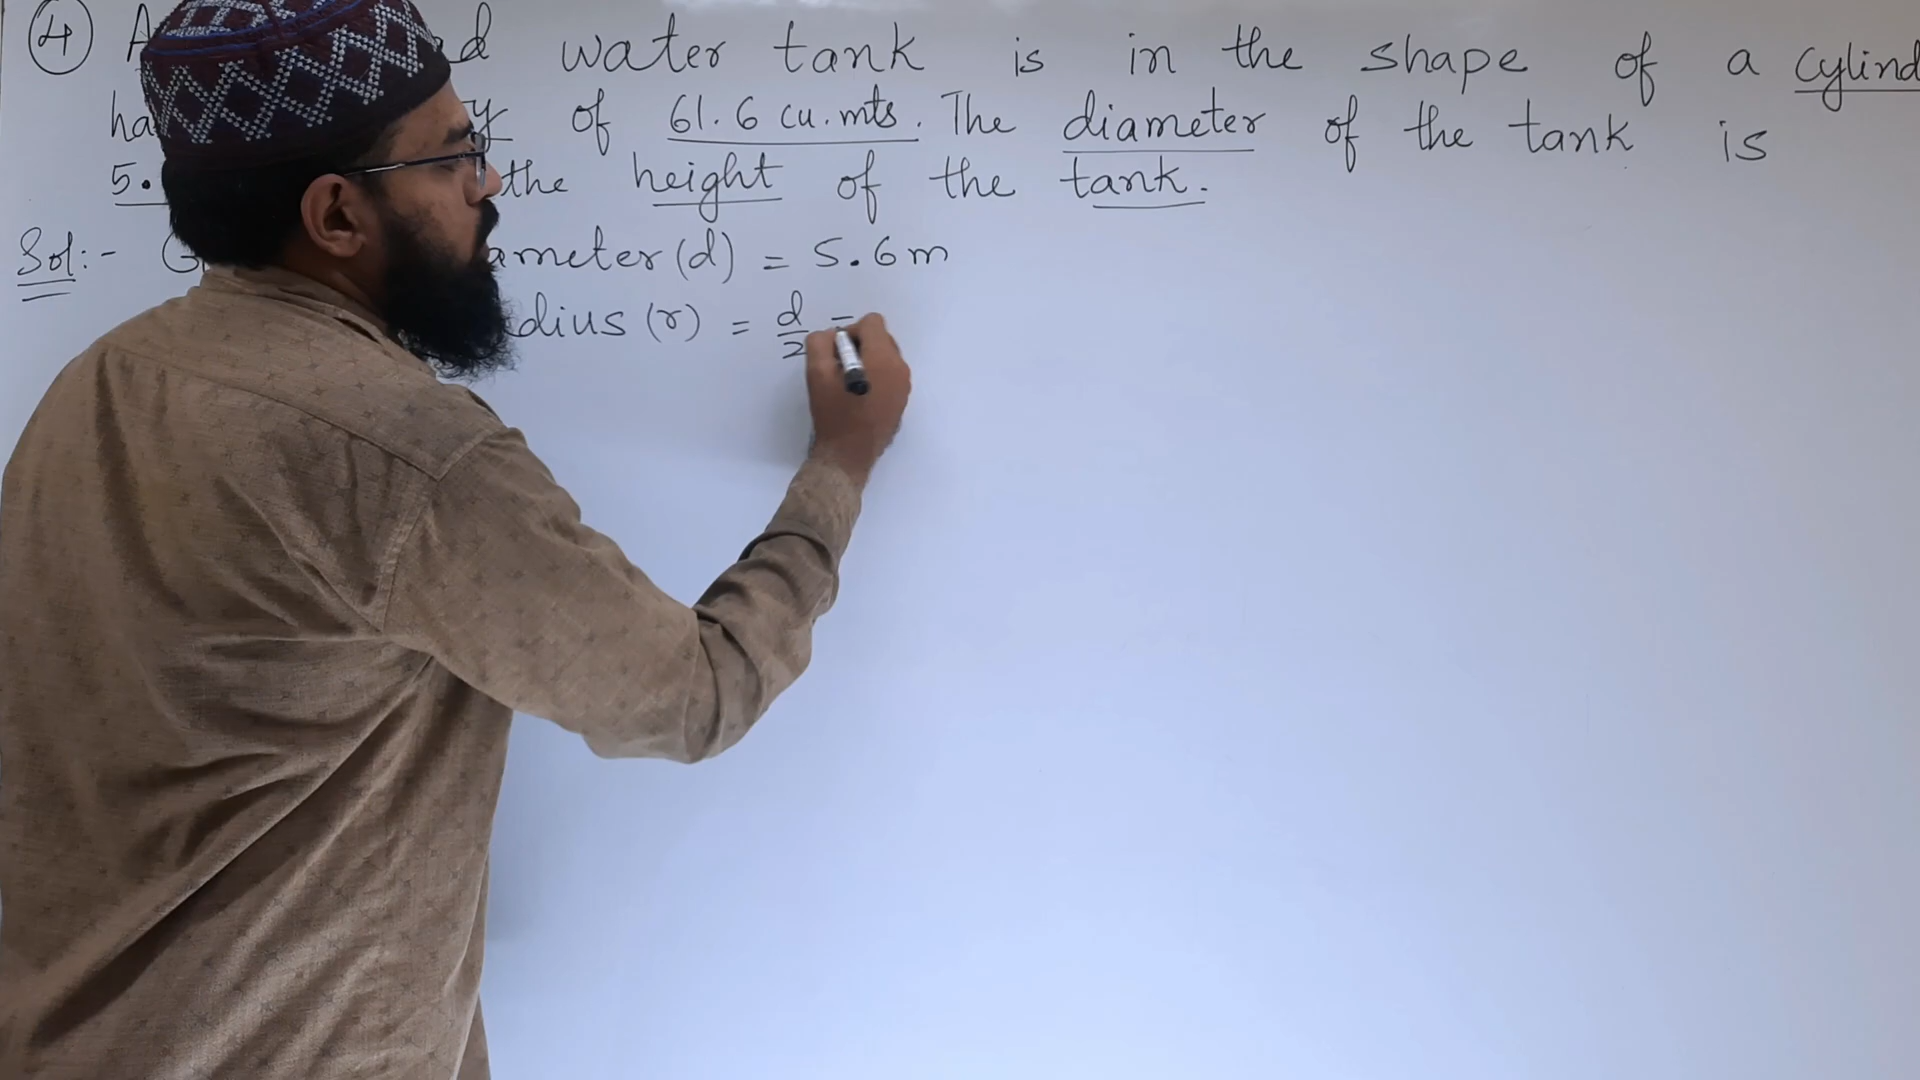 ④ A water tank is in the shape of a cylind
ha of 61.6 cu.mts. The diameter of the tank is
5. the height of the tank.
Sol:- G ameter (d) = 5.6 m
dius (r) = d/2 =